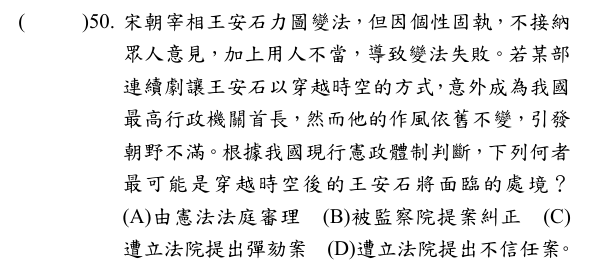 (　　)50. 宋朝宰相王安石力圖變法，但因個性固執，不接納
眾人意見，加上用人不當，導致變法失敗。若某部
連續劇讓王安石以穿越時空的方式，意外成為我國
最高行政機關首長，然而他的作風依舊不變，引發
朝野不滿。根據我國現行憲政體制判斷，下列何者
最可能是穿越時空後的王安石將面臨的處境？
(A)由憲法法庭審理　(B)被監察院提案糾正　(C)
遭立法院提出彈劾案　(D)遭立法院提出不信任案。